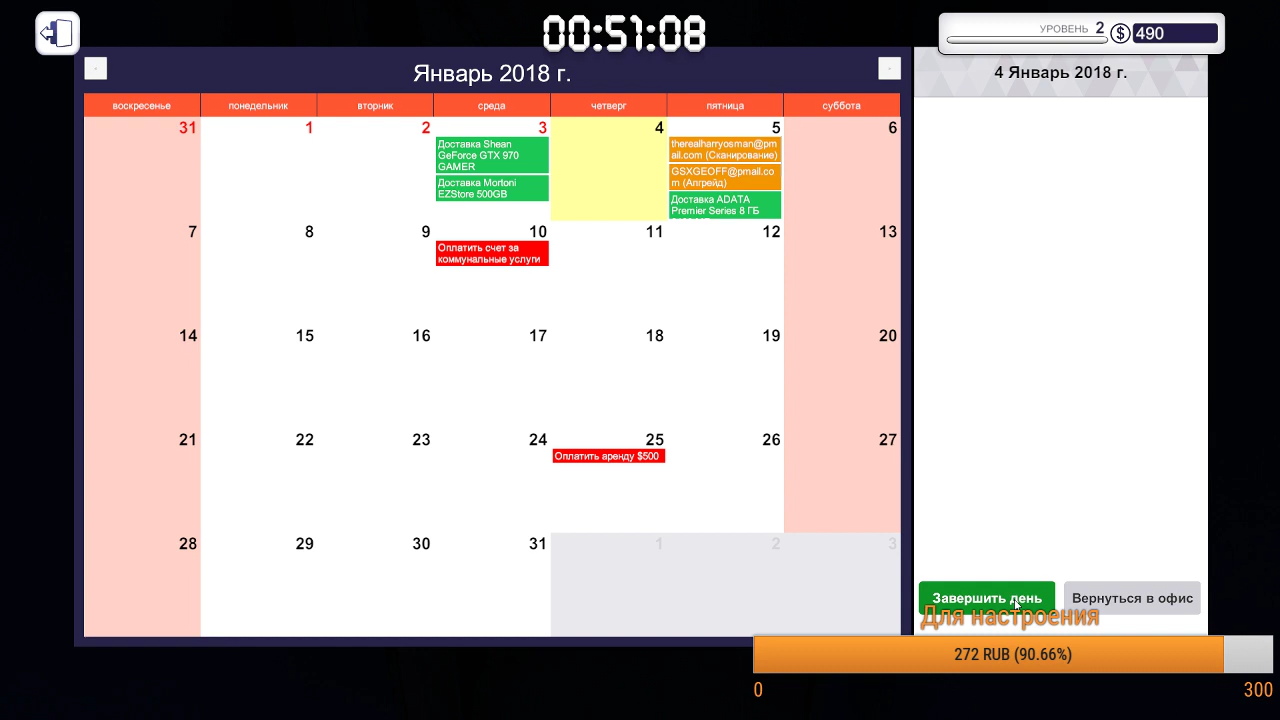 00:51:08
УРОВЕНЬ 2
$ 490
Январь 2018 г.
4 Январь 2018 г.
воскресенье
понедельник
вторник
среда
четверг
пятница
суббота
31
1
2
3
4
5
6
Доставка Shean
GeForce GTX 970
GAMER
Доставка Mortoni
EZStore 500GB
therealharryosman@pm
ail.com (Сканирование)
GSXGEOFF@pmail.co
m (Апгрейд)
Доставка ADATA
Premier Series 8 ГБ
7
8
9
10
11
12
13
Оплатить счет за
коммунальные услуги
14
15
16
17
18
19
20
21
22
23
24
25
26
27
Оплатить аренду $500
28
29
30
31
1
2
3
Завершить день
Вернуться в офис
Для настроения
272 RUB (90.66%)
0
300